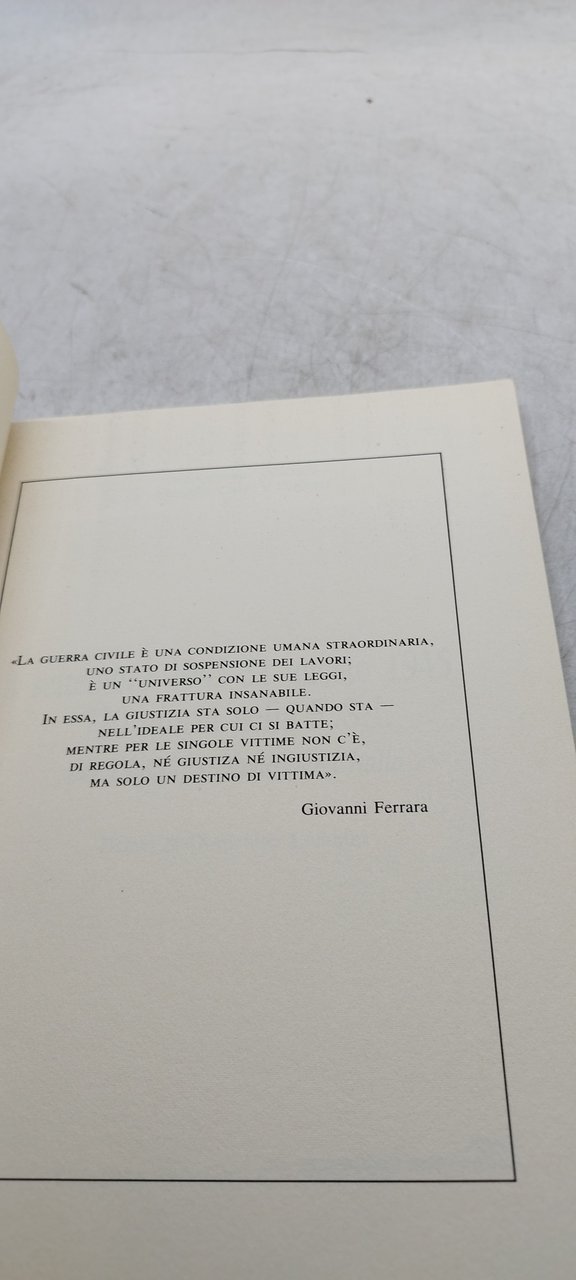 «La guerra civile è una condizione umana straordinaria,
uno stato di sospensione dei lavori;
è un ‘‘universo’’ con le sue leggi,
una frattura insanabile.
In essa, la giustizia sta solo — quando sta —
nell'ideale per cui ci si batte;
mentre per le singole vittime non c'è,
di regola, né giustiza né ingiustizia,
ma solo un destino di vittima».
Giovanni Ferrara